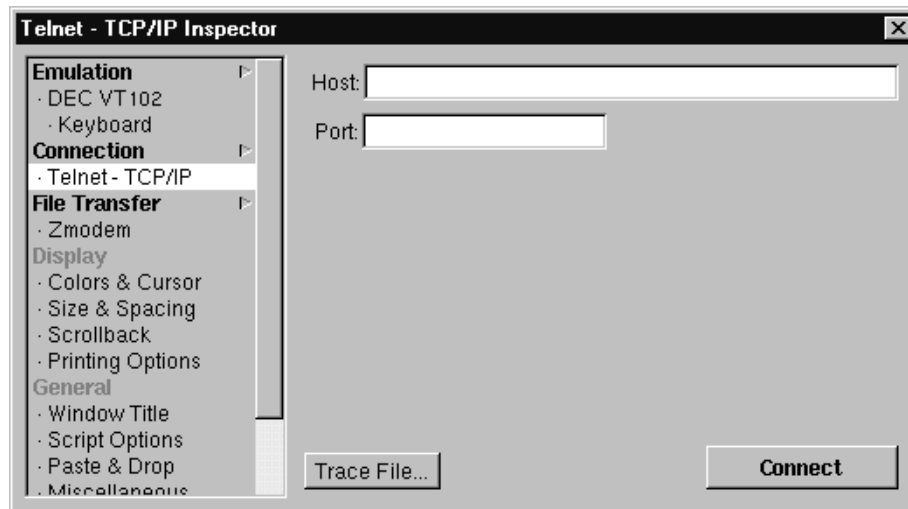 Telnet - TCP/IP Inspector
Emulation
· DEC VT102
· Keyboard
Connection
· Telnet - TCP/IP
File Transfer
· Zmodem
Display
· Colors & Cursor
· Size & Spacing
· Scrollback
· Printing Options
General
· Window Title
· Script Options
· Paste & Drop
· Miscellaneous
Host:
Port:
Trace File...
Connect